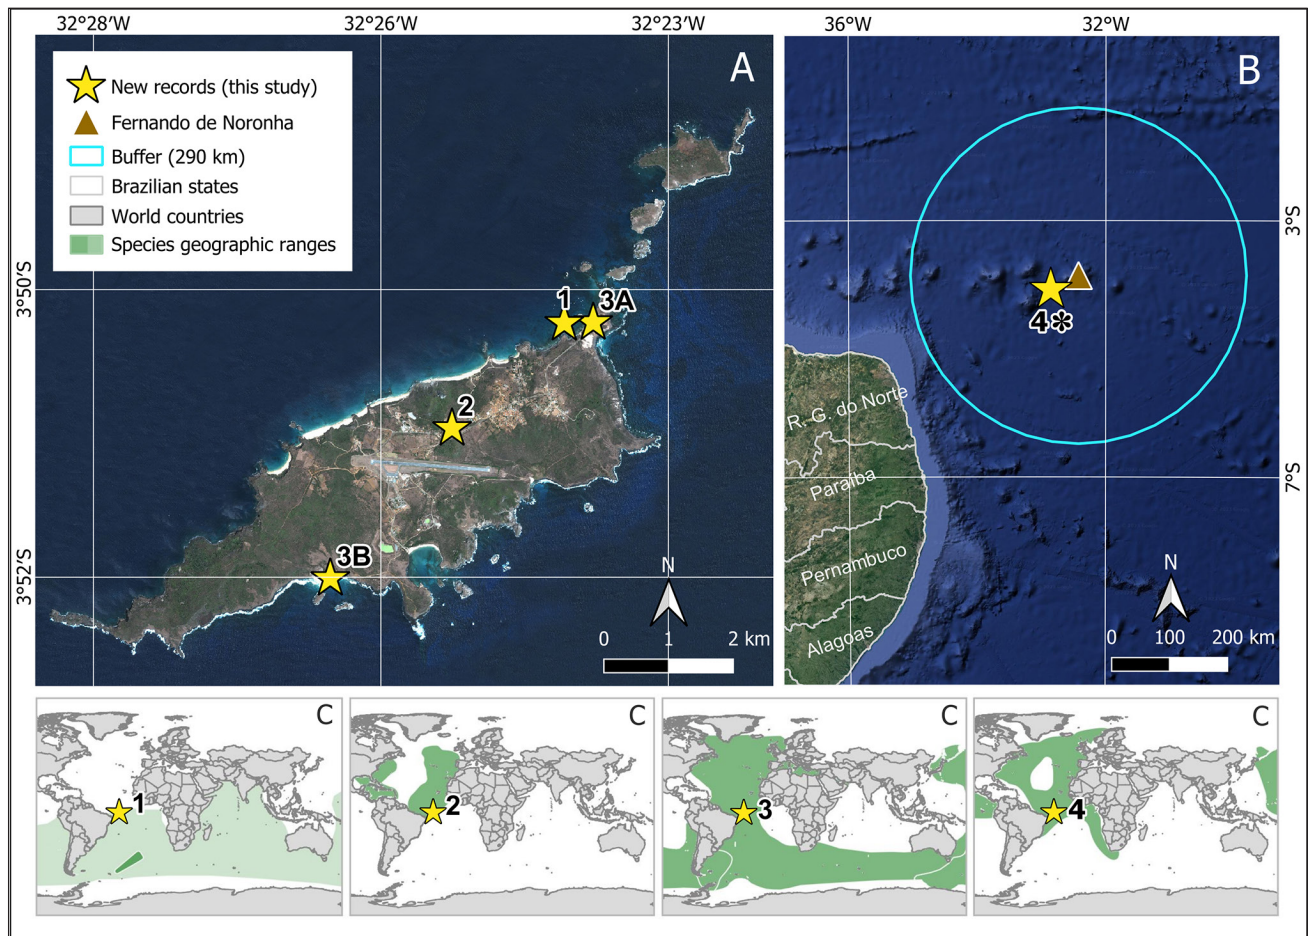 32°28′W 32°26′W 32°23′W 36°W 32°W
A
B
New records (this study)
Fernando de Noronha
Buffer (290 km)
Brazilian states
World countries
Species geographic ranges
3°50′S
3°52′S
3°S
7°S
1
3A
2
3B
N
0 1 2 km
4*
R. G. do Norte
Paraíba
Pernambuco
Alagoas
N
0 100 200 km
C
1
C
2
C
3
C
4